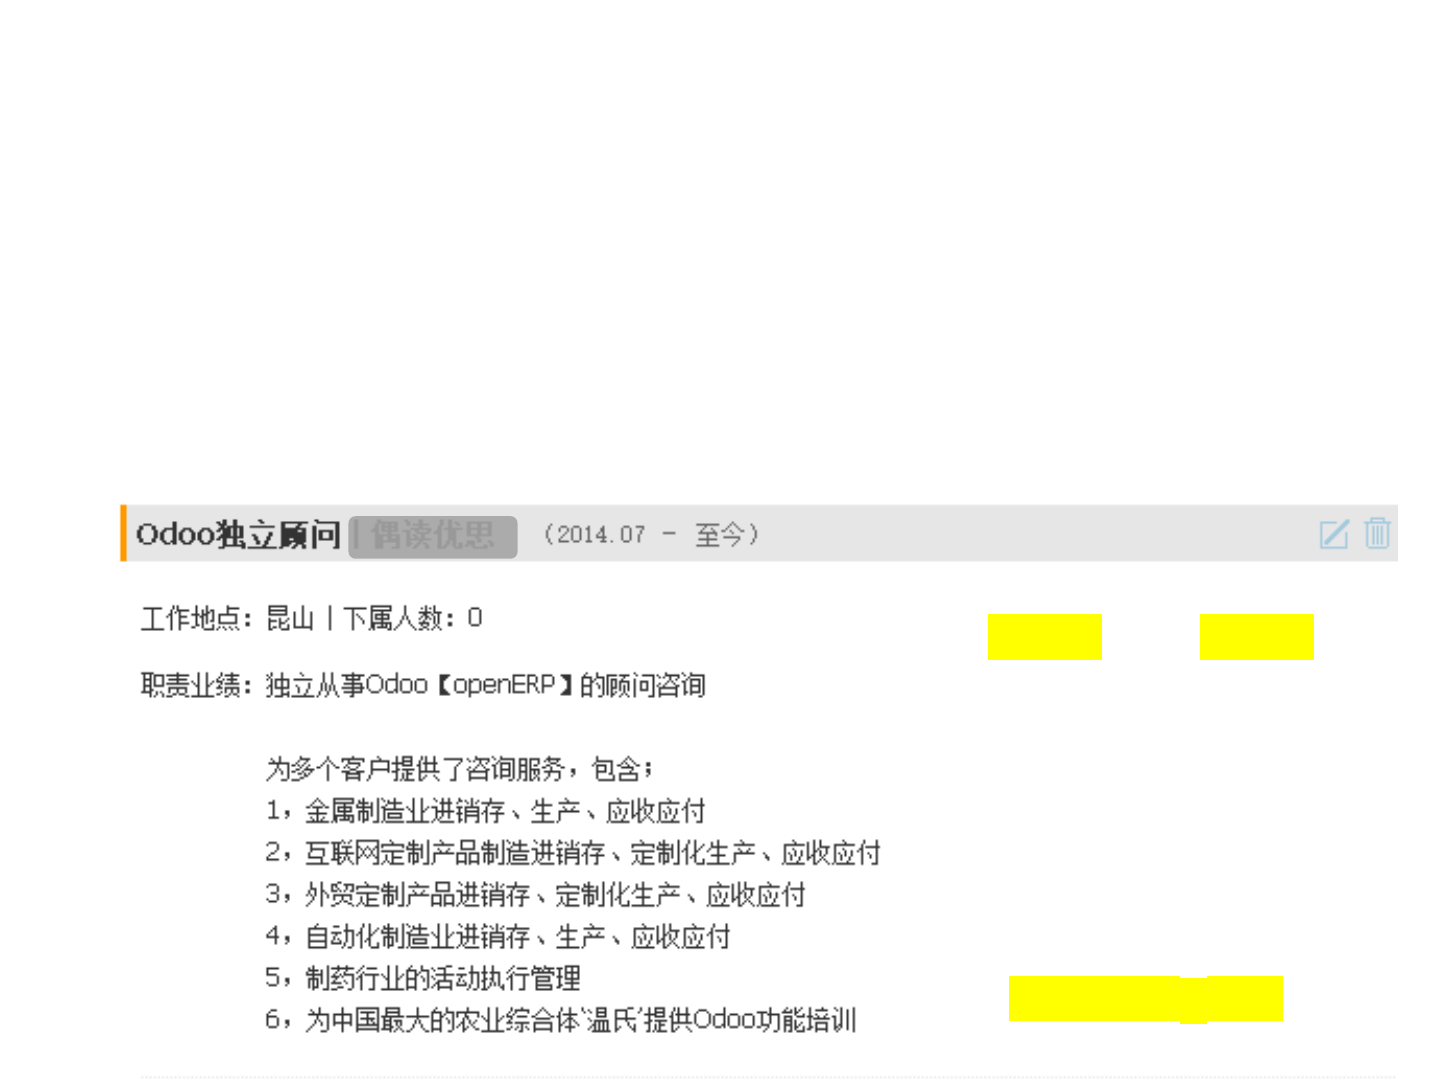 Odoo独立顾问 | 偶读优思 (2014.07 - 至今)
工作地点：昆山 | 下属人数：0
职责业绩：独立从事Odoo【openERP】的顾问咨询
为多个客户提供了咨询服务，包含；
1，金属制造业进销存、生产、应收应付
2，互联网定制产品制造进销存、定制化生产、应收应付
3，外贸定制产品进销存、定制化生产、应收应付
4，自动化制造业进销存、生产、应收应付
5，制药行业的活动执行管理
6，为中国最大的农业综合体‘温氏’提供Odoo功能培训